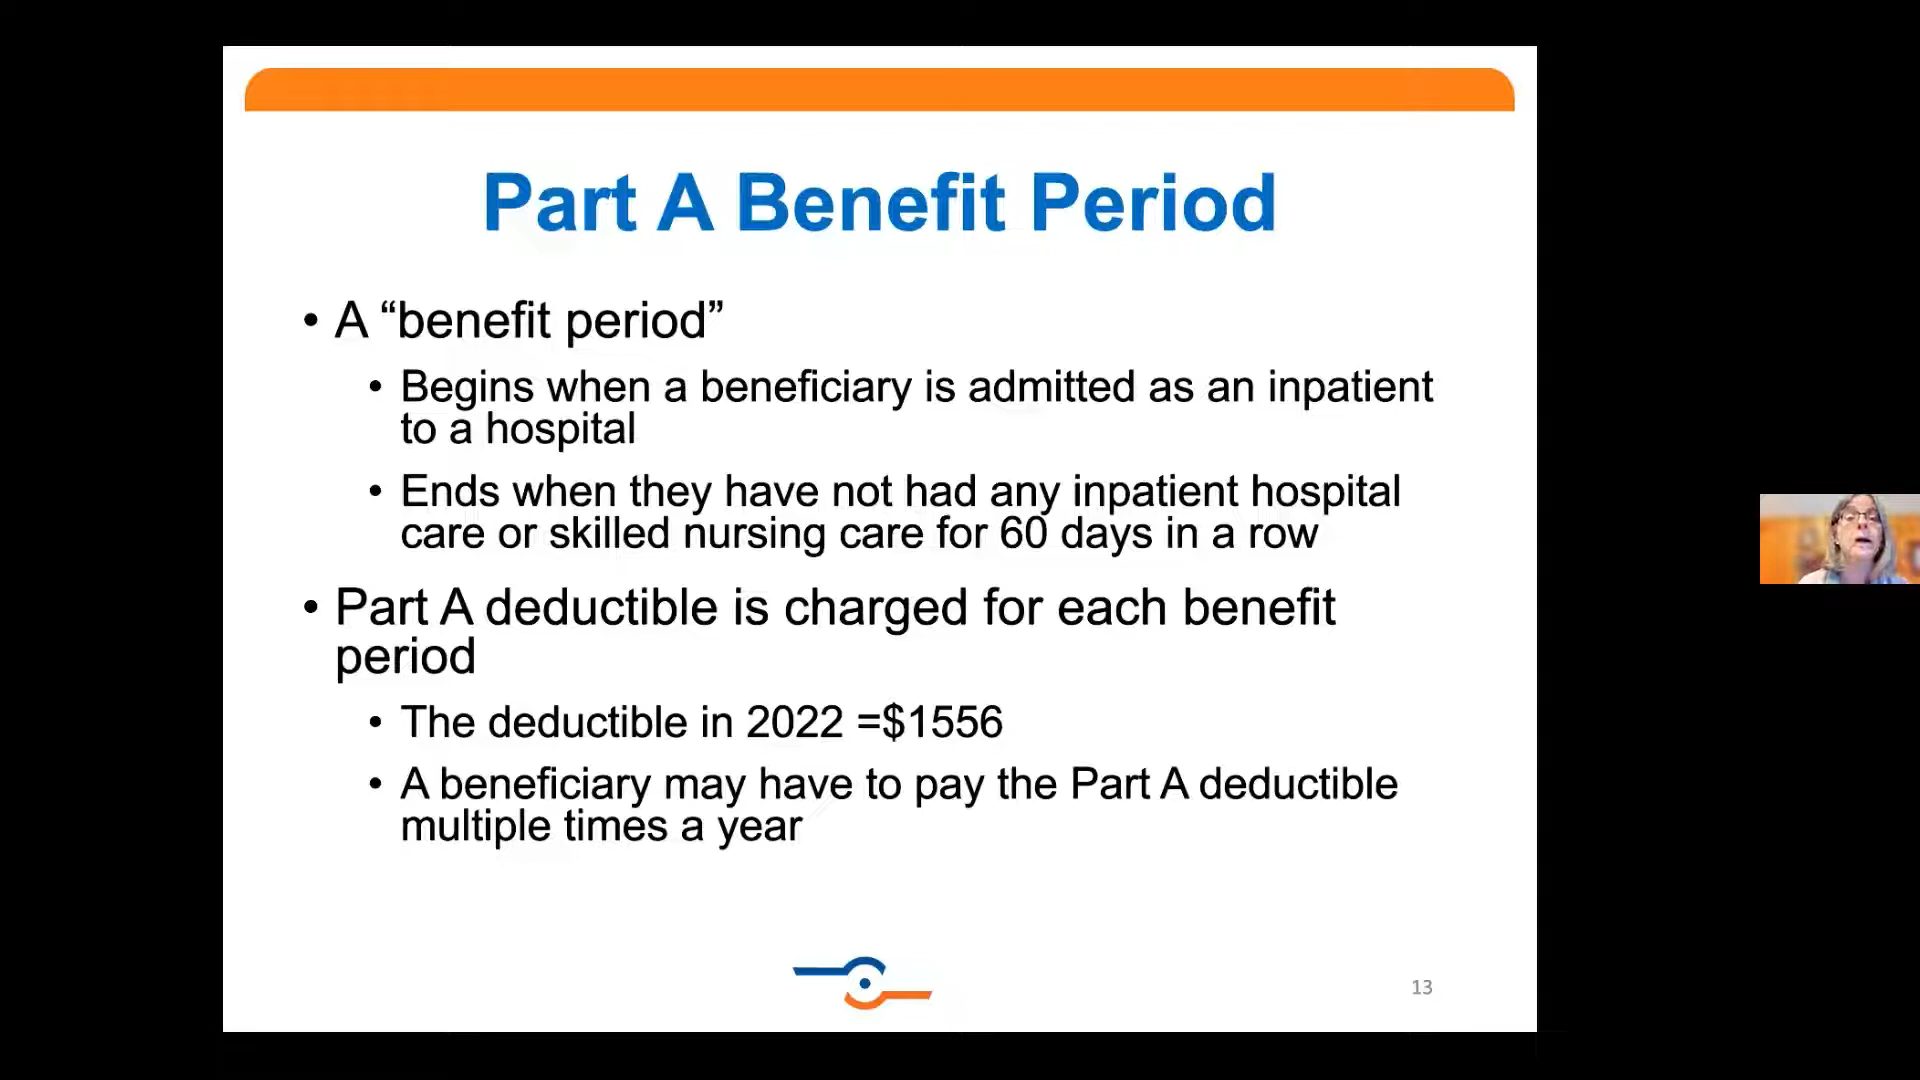 Part A Benefit Period
• A “benefit period”
• Begins when a beneficiary is admitted as an inpatient
to a hospital
• Ends when they have not had any inpatient hospital
care or skilled nursing care for 60 days in a row
• Part A deductible is charged for each benefit
period
• The deductible in 2022 =$1556
• A beneficiary may have to pay the Part A deductible
multiple times a year
13